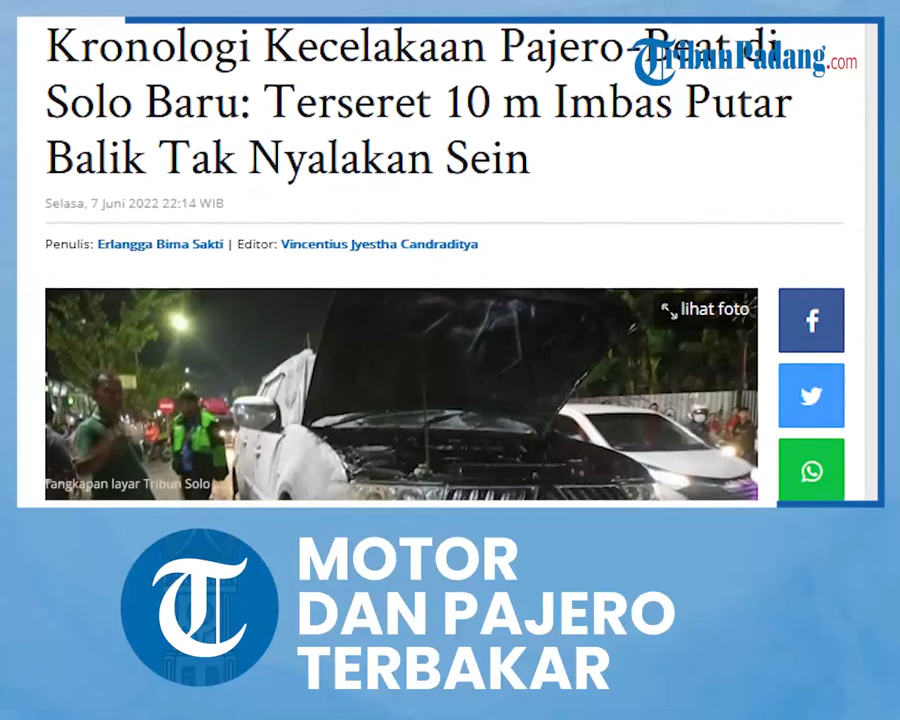 Kronologi Kecelakaan Pajero-Beat di
TribunPadang.com
Solo Baru: Terseret 10 m Imbas Putar
Balik Tak Nyalakan Sein
Selasa, 7 Juni 2022 22:14 WIB
Penulis: Erlangga Bima Sakti | Editor: Vincentius Jyestha Candraditya
lihat foto
Tangkapan layar Tribun Solo
MOTOR
DAN PAJERO
TERBAKAR